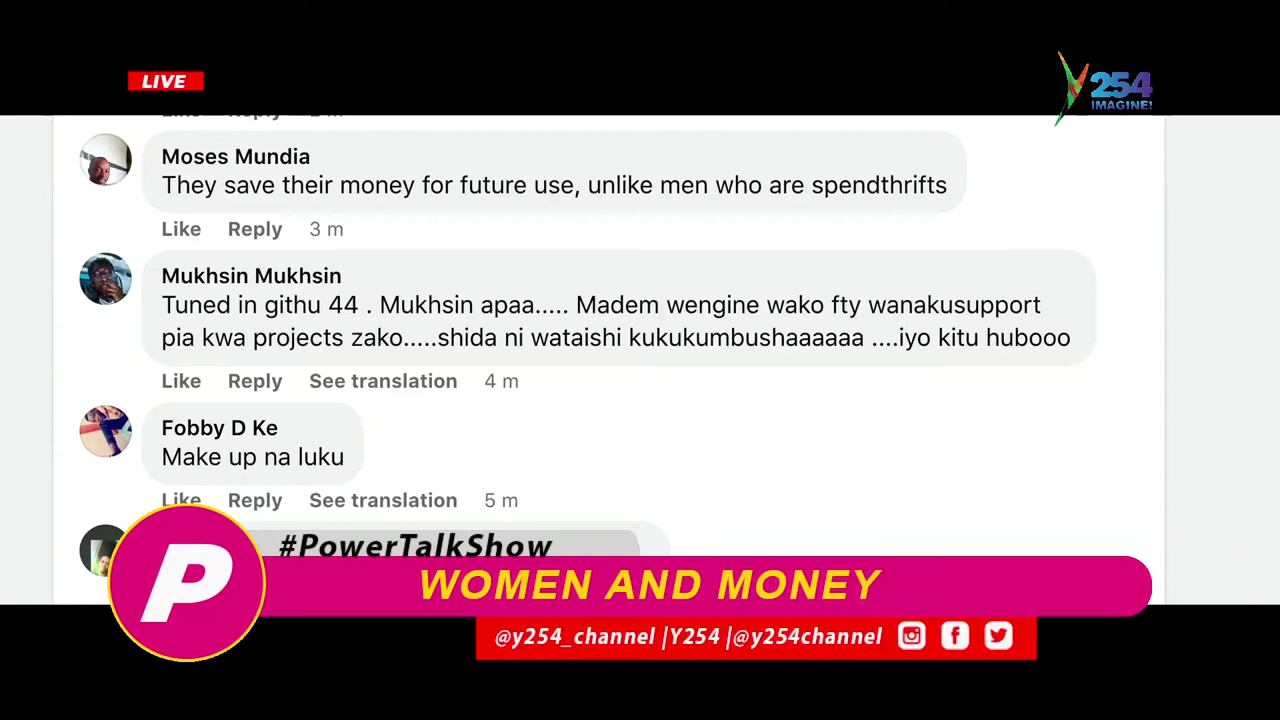 LIVE
Y254
IMAGINE!
Moses Mundia
They save their money for future use, unlike men who are spendthrifts
Like Reply 3 m
Mukhsin Mukhsin
Tuned in githu 44 . Mukhsin apaa..... Madem wengine wako fty wanakusupport
pia kwa projects zako.....shida ni wataishi kukukumbushaaaaaa ....iyo kitu hubooo
Like Reply See translation 4 m
Fobby D Ke
Make up na luku
Like Reply See translation 5 m
#PowerTalkShow
P
WOMEN AND MONEY
@y254_channel |Y254 |@y254channel